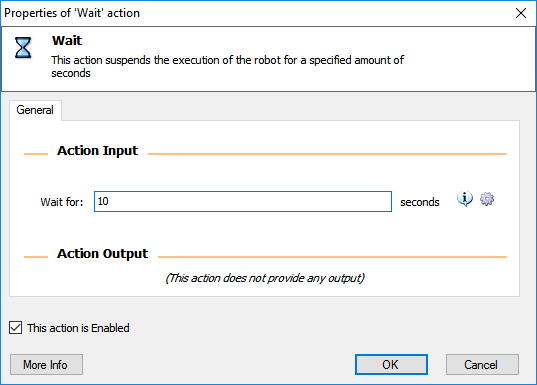 Properties of 'Wait' action
Wait
This action suspends the execution of the robot for a specified amount of
seconds
General
Action Input
Wait for: 10 seconds
Action Output
(This action does not provide any output)
This action is Enabled
More Info OK Cancel